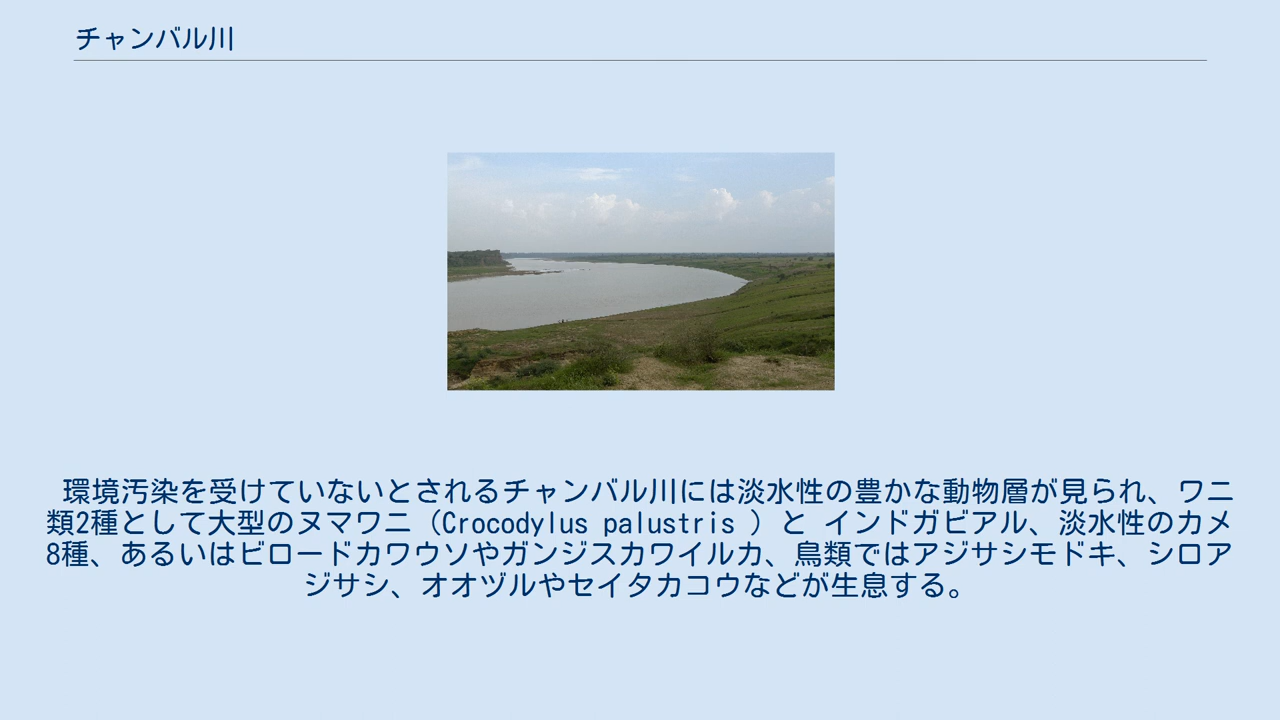 チャンバル川
環境汚染を受けていないとされるチャンバル川には淡水性の豊かな動物層が見られ、ワニ
類2種として大型のヌマワニ（Crocodylus palustris ）と インドガビアル、淡水性のカメ
8種、あるいはビロードカワウソやガンジスカワイルカ、鳥類ではアジサシモドキ、シロア
ジサシ、オオヅルやセイタカコウなどが生息する。